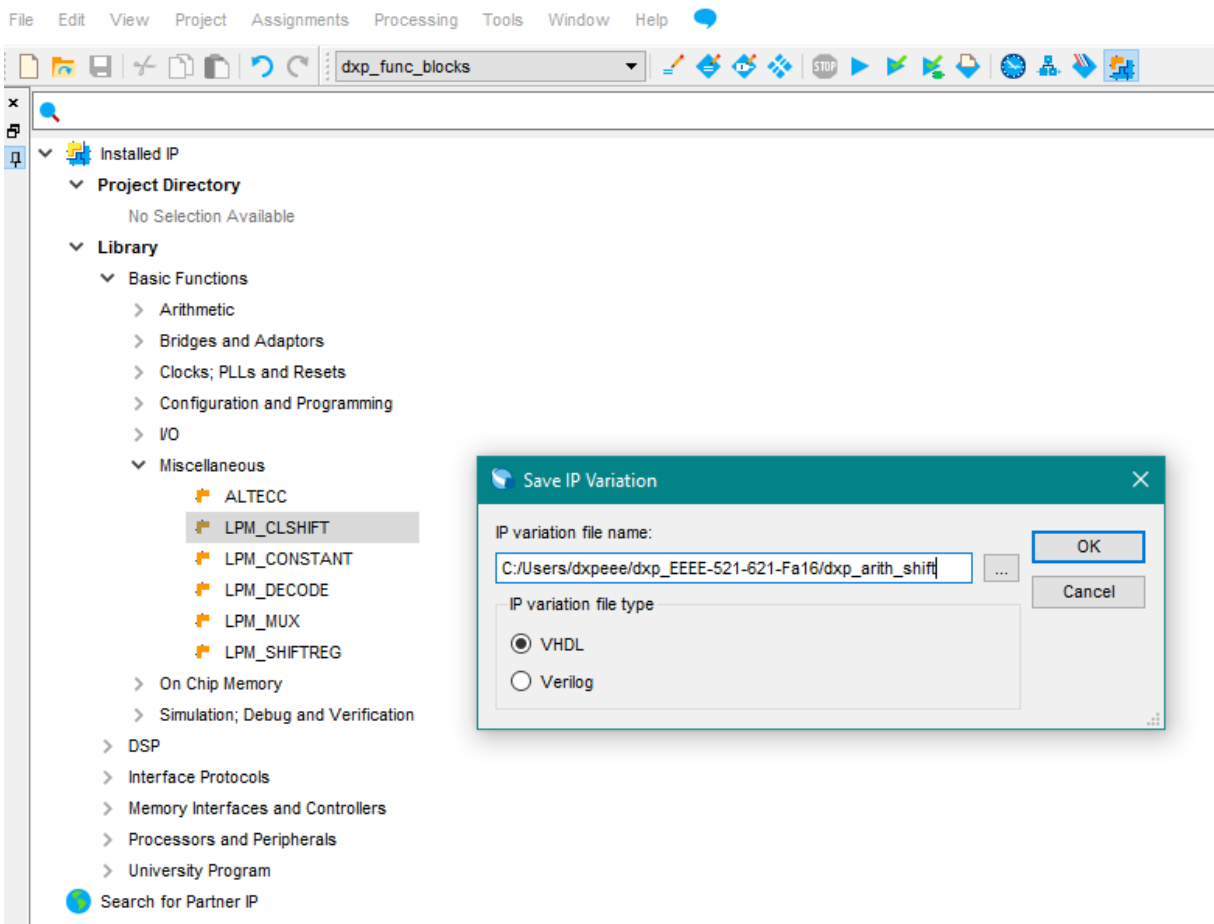 File Edit View Project Assignments Processing Tools Window Help
STOP
dxp_func_blocks
Installed IP
Project Directory
No Selection Available
Library
Basic Functions
Arithmetic
Bridges and Adaptors
Clocks; PLLs and Resets
Configuration and Programming
I/O
Miscellaneous
ALTECC
LPM_CLSHIFT
LPM_CONSTANT
LPM_DECODE
LPM_MUX
LPM_SHIFTREG
On Chip Memory
Simulation; Debug and Verification
DSP
Interface Protocols
Memory Interfaces and Controllers
Processors and Peripherals
University Program
Search for Partner IP
Save IP Variation
IP variation file name:
C:/Users/dxpeee/dxp_EEEE-521-621-Fa16/dxp_arith_shift
...
OK
Cancel
IP variation file type
VHDL
Verilog